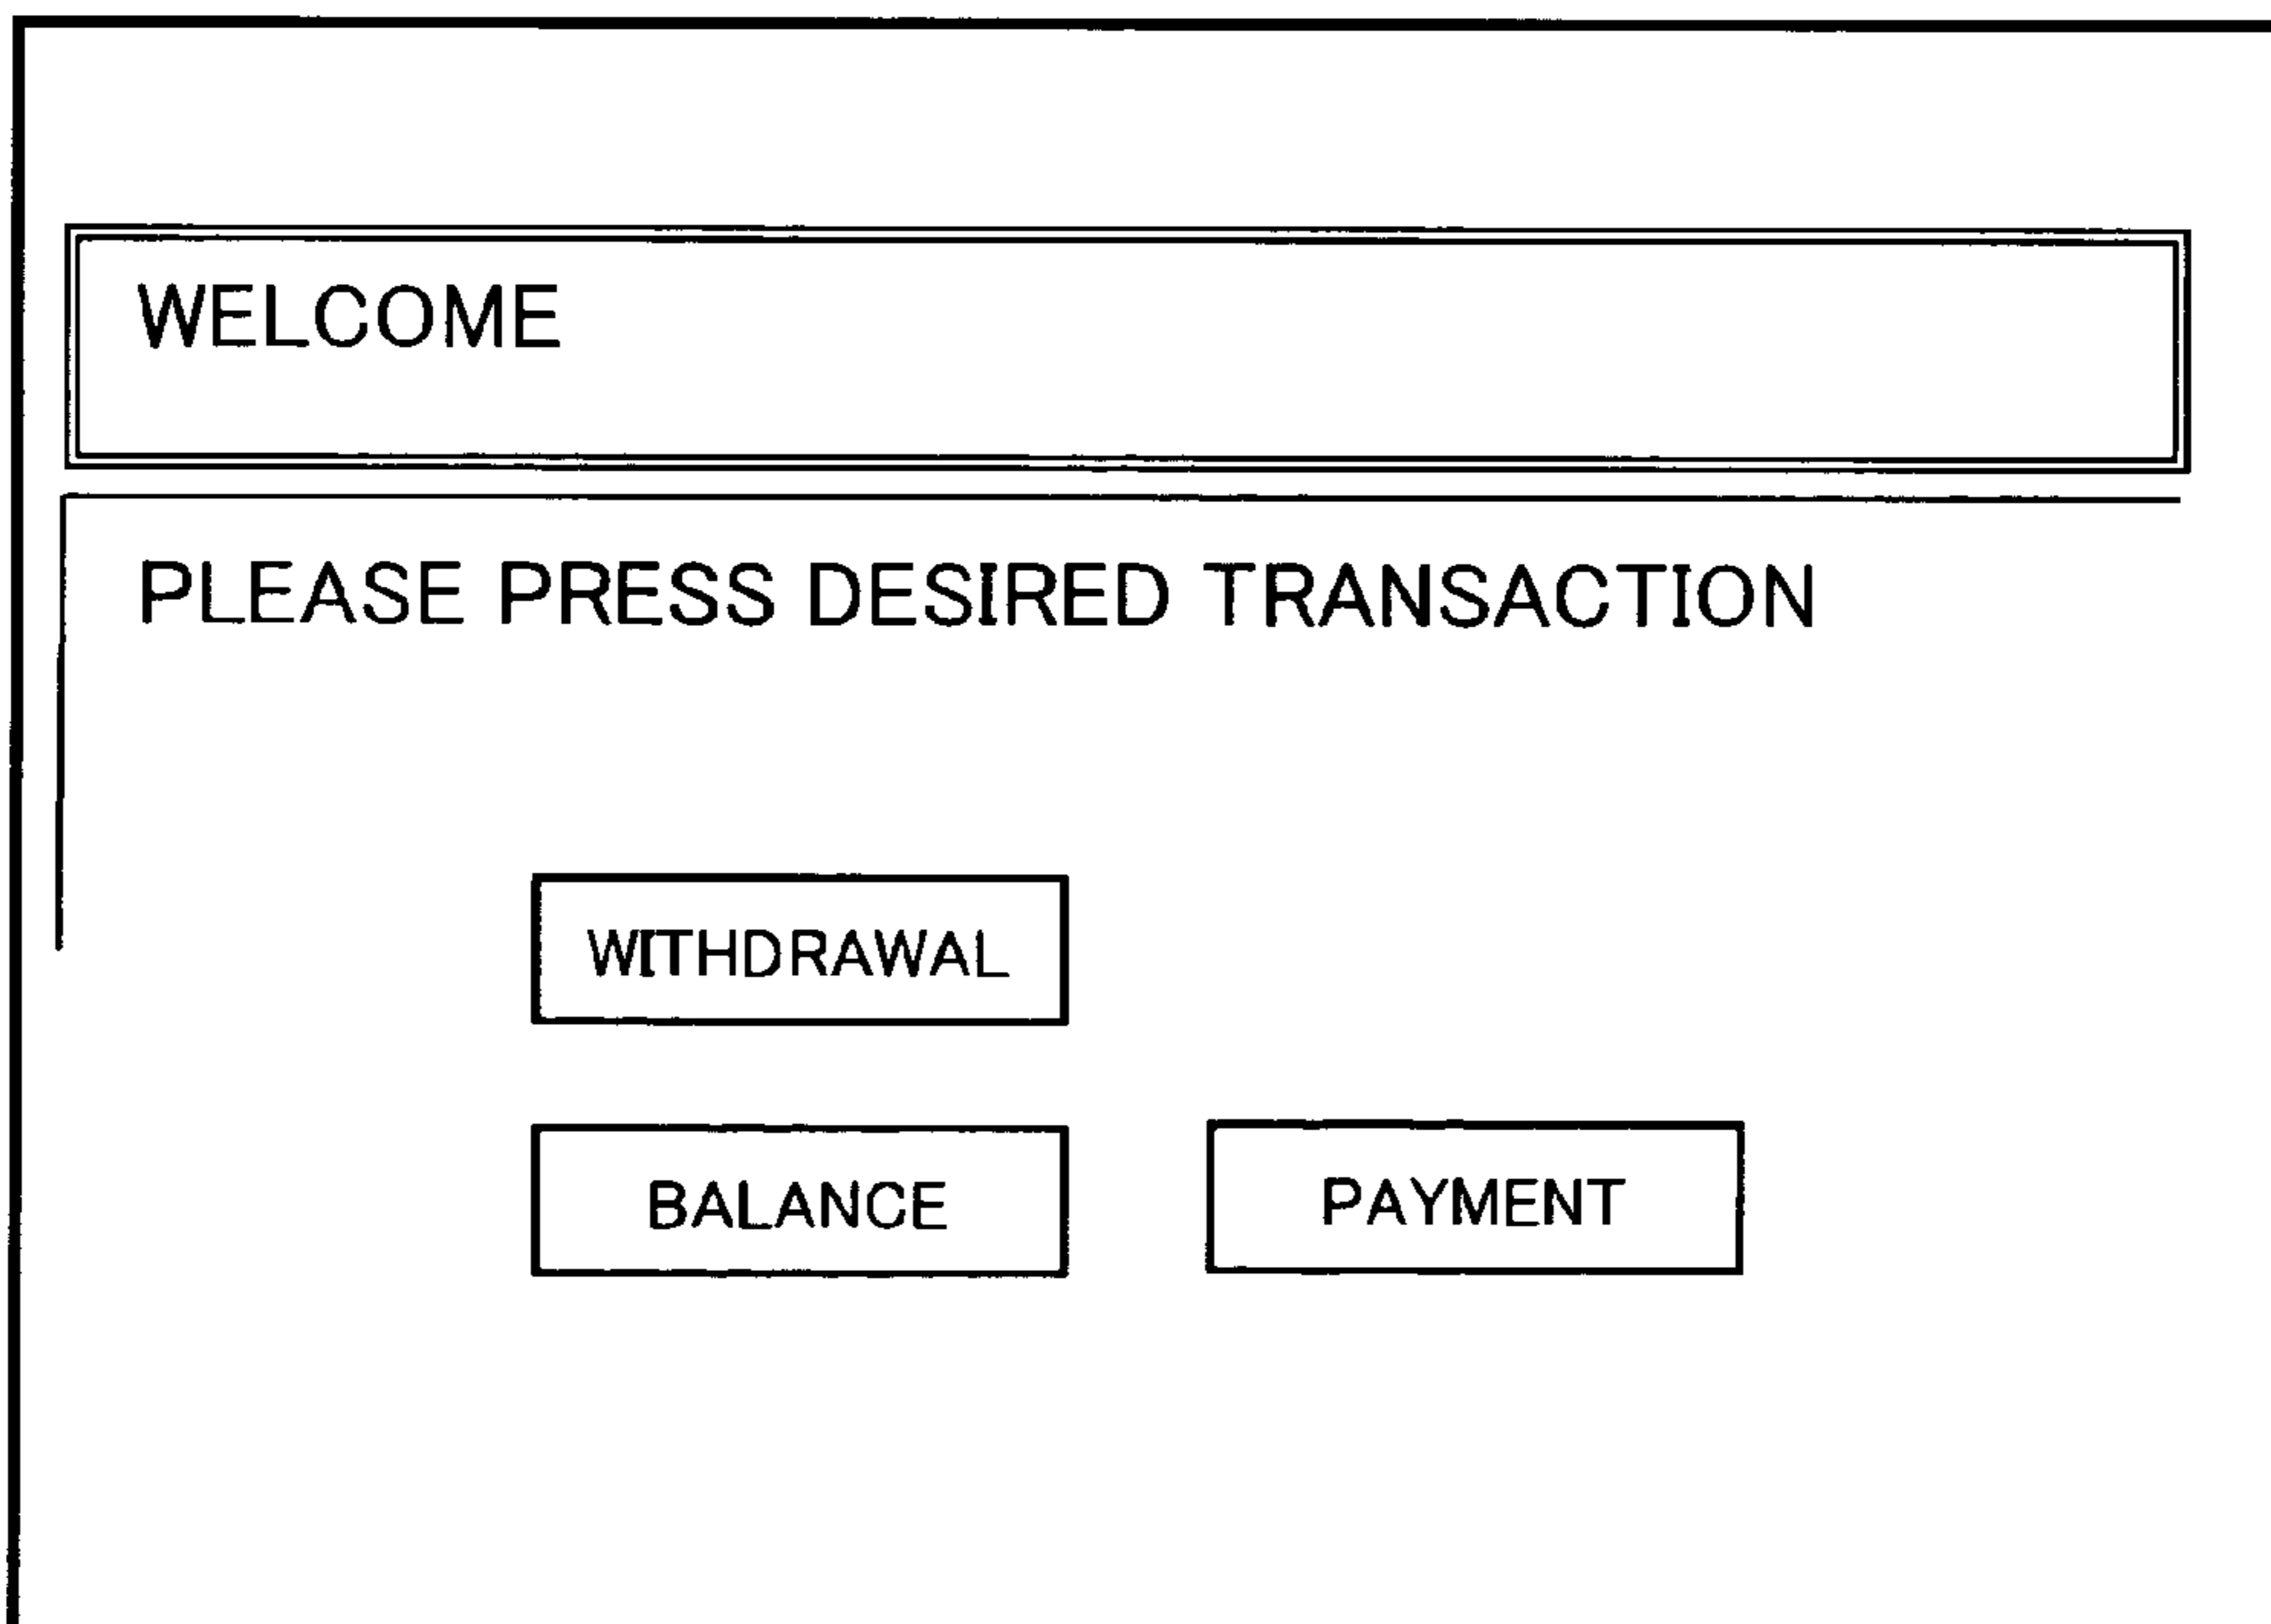 WELCOME
PLEASE PRESS DESIRED TRANSACTION
WITHDRAWAL
BALANCE PAYMENT